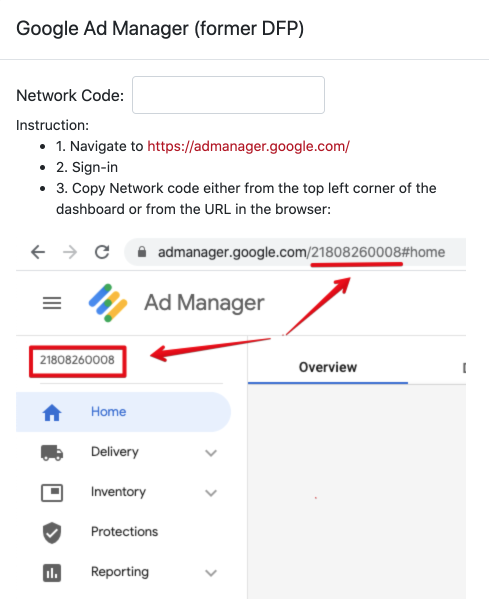 Google Ad Manager (former DFP)
Network Code:
Instruction:
1. Navigate to https://admanager.google.com/
2. Sign-in
3. Copy Network code either from the top left corner of the
dashboard or from the URL in the browser:
admanager.google.com/21808260008#home
Ad Manager
21808260008
Overview
Home
Delivery
Inventory
Protections
Reporting